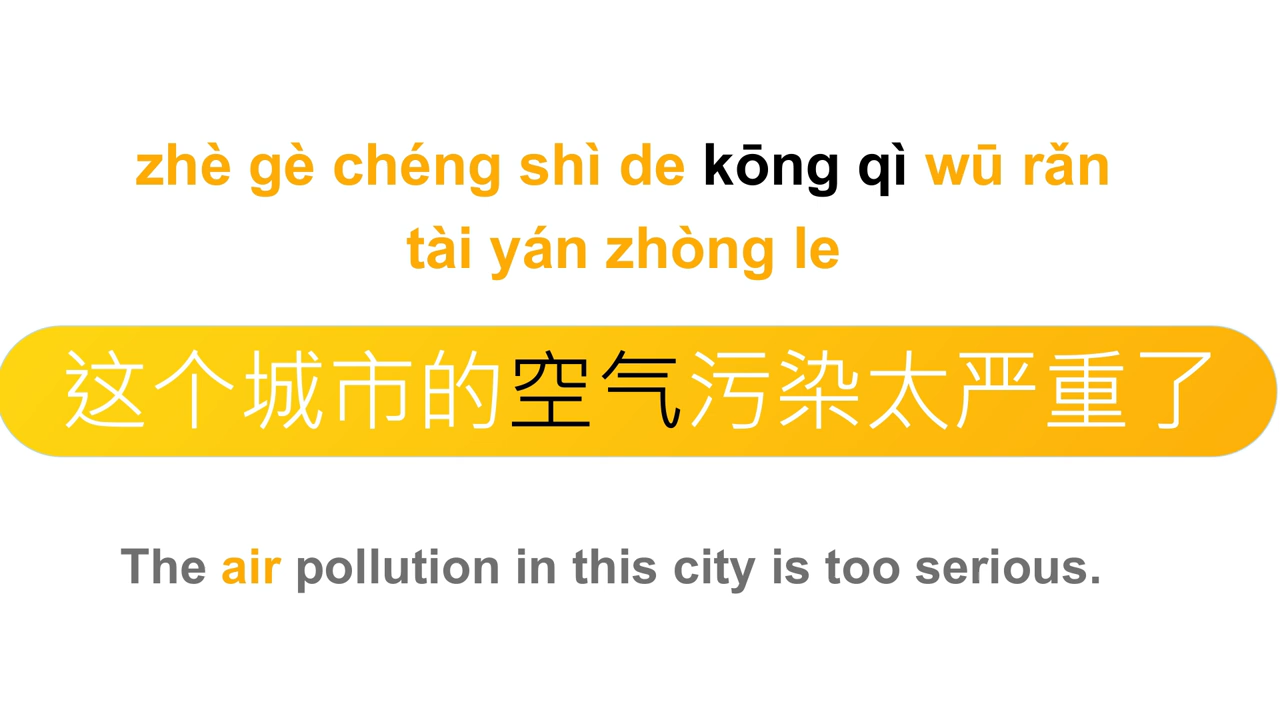 zhè gè chéng shì de kōng qì wū rǎn
tài yán zhòng le
这个城市的空气污染太严重了
The air pollution in this city is too serious.